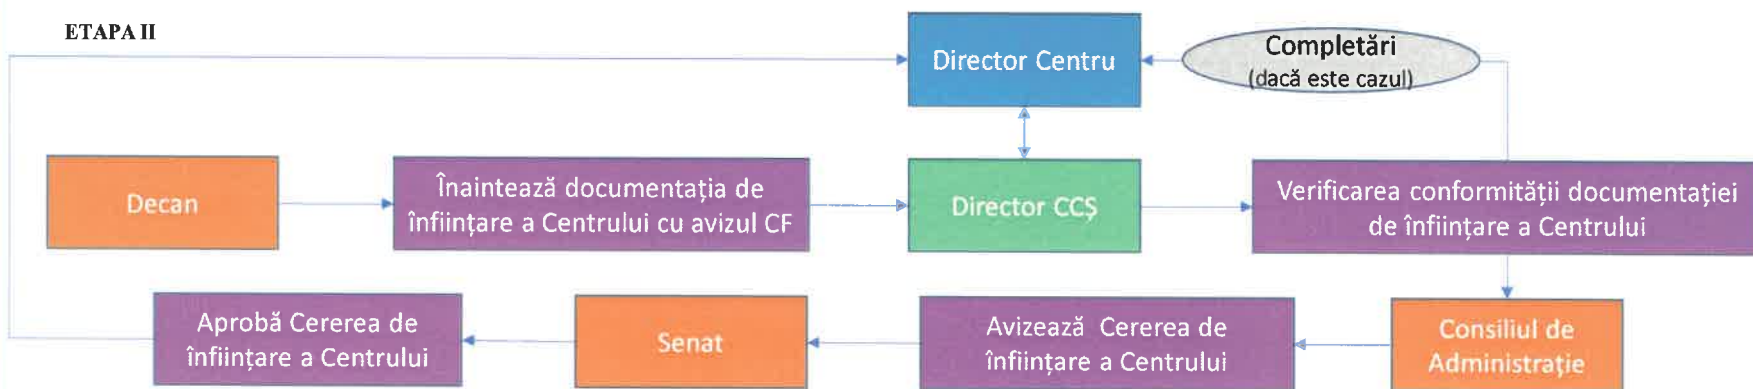 ETAPA II
Director Centru
Completări
(dacă este cazul)
Decan
Înaintează documentația de
înființare a Centrului cu avizul CF
Director CCȘ
Verificarea conformității documentației
de înființare a Centrului
Aprobă Cererea de
înființare a Centrului
Senat
Avizează Cererea de
înființare a Centrului
Consiliul de
Administrație